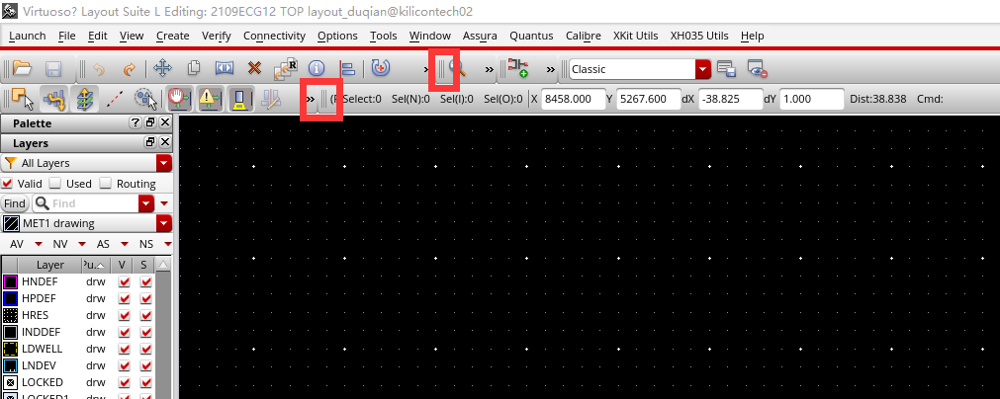 Virtuoso? Layout Suite L Editing: 2109ECG12 TOP layout_duqian@kilicontech02
Launch File Edit View Create Verify Connectivity Options Tools Window Assura Quantus Calibre XKit Utils XH035 Utils Help
R » » » Classic
» (F Select:0 Sel(N):0 Sel(I):0 Sel(O):0 X 8458.000 Y 5267.600 dX -38.825 dY 1.000 Dist:38.838 Cmd:
Palette ?
Layers
All Layers
Valid Used Routing
Find Find
MET1 drawing
AV NV AS NS
Layer Pu. V S
HNDEF drw
HPDEF drw
HRES drw
INDDEF drw
LDWELL drw
LNDEV drw
LOCKED drw
LOCKED1 drw